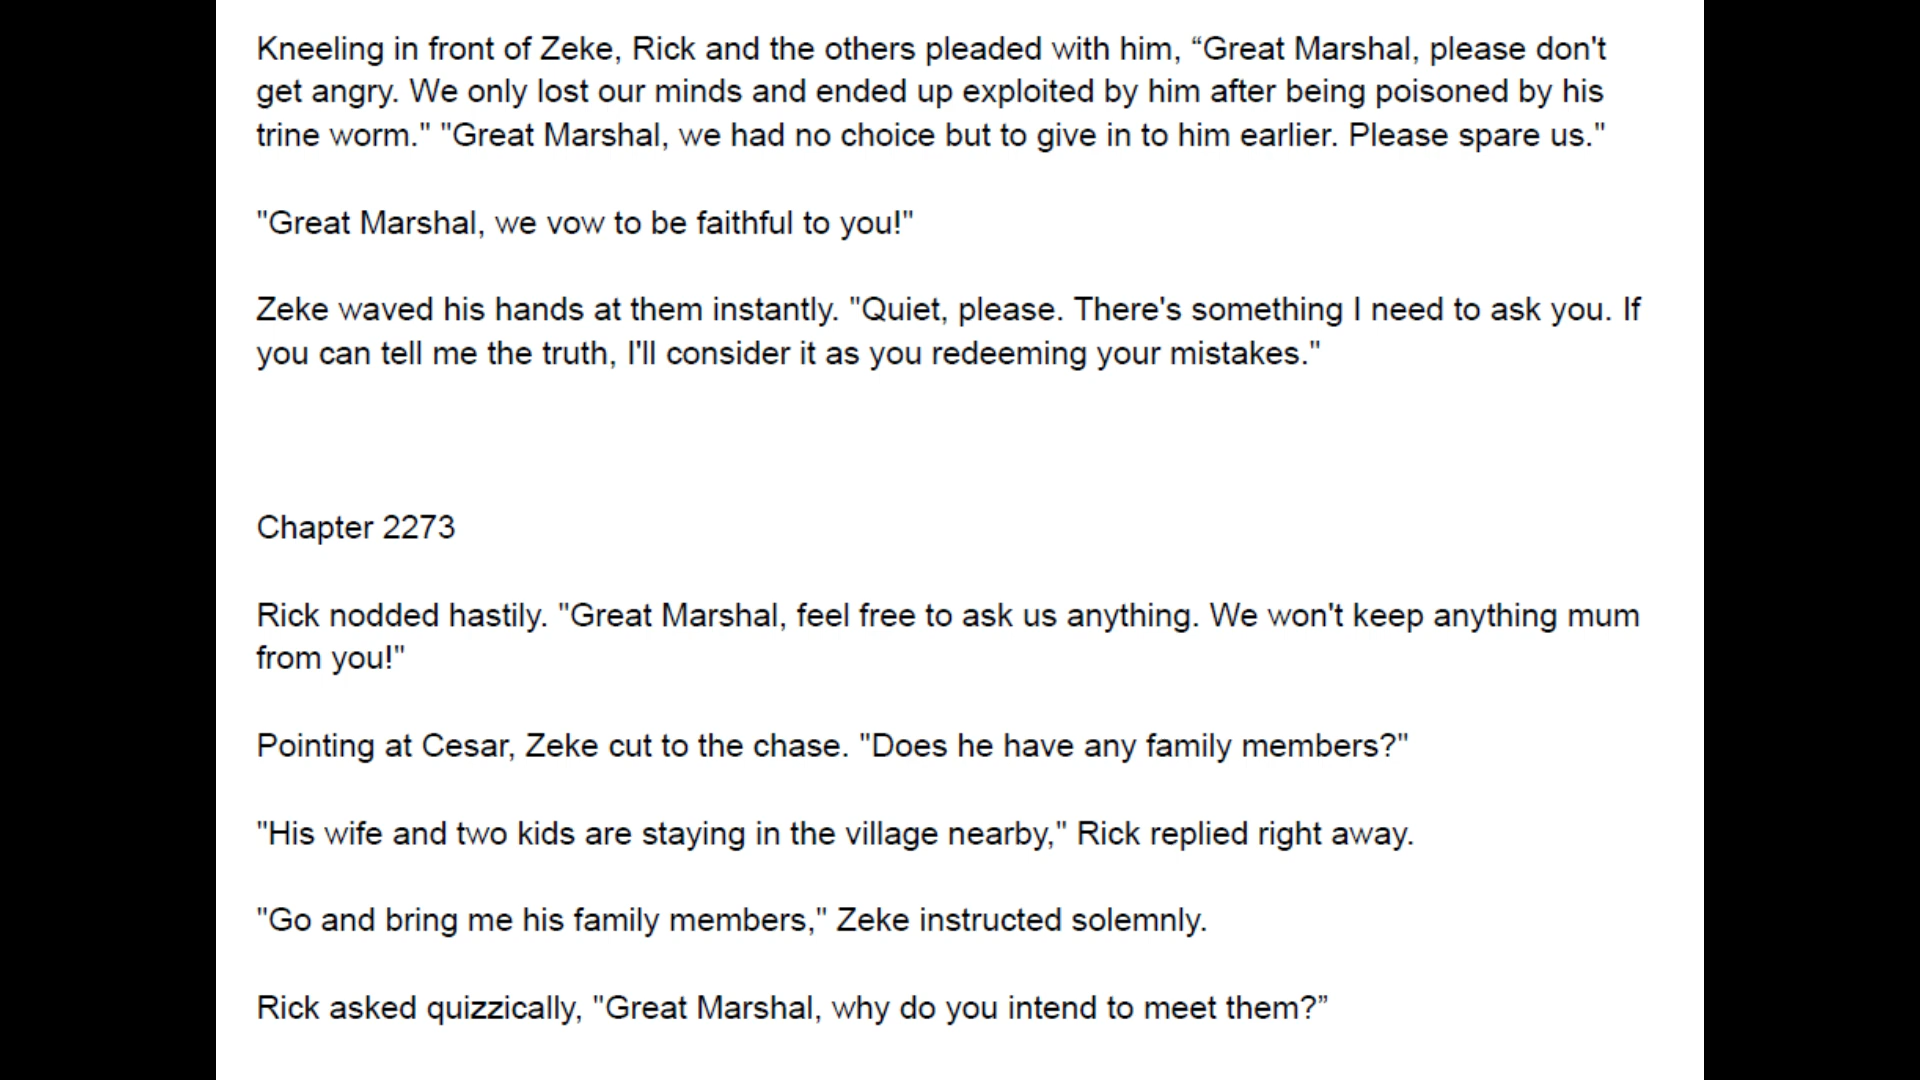 Kneeling in front of Zeke, Rick and the others pleaded with him, “Great Marshal, please don't
get angry. We only lost our minds and ended up exploited by him after being poisoned by his
trine worm." "Great Marshal, we had no choice but to give in to him earlier. Please spare us."
"Great Marshal, we vow to be faithful to you!"
Zeke waved his hands at them instantly. "Quiet, please. There's something I need to ask you. If
you can tell me the truth, I'll consider it as you redeeming your mistakes."
Chapter 2273
Rick nodded hastily. "Great Marshal, feel free to ask us anything. We won't keep anything mum
from you!"
Pointing at Cesar, Zeke cut to the chase. "Does he have any family members?"
"His wife and two kids are staying in the village nearby," Rick replied right away.
"Go and bring me his family members," Zeke instructed solemnly.
Rick asked quizzically, "Great Marshal, why do you intend to meet them?”